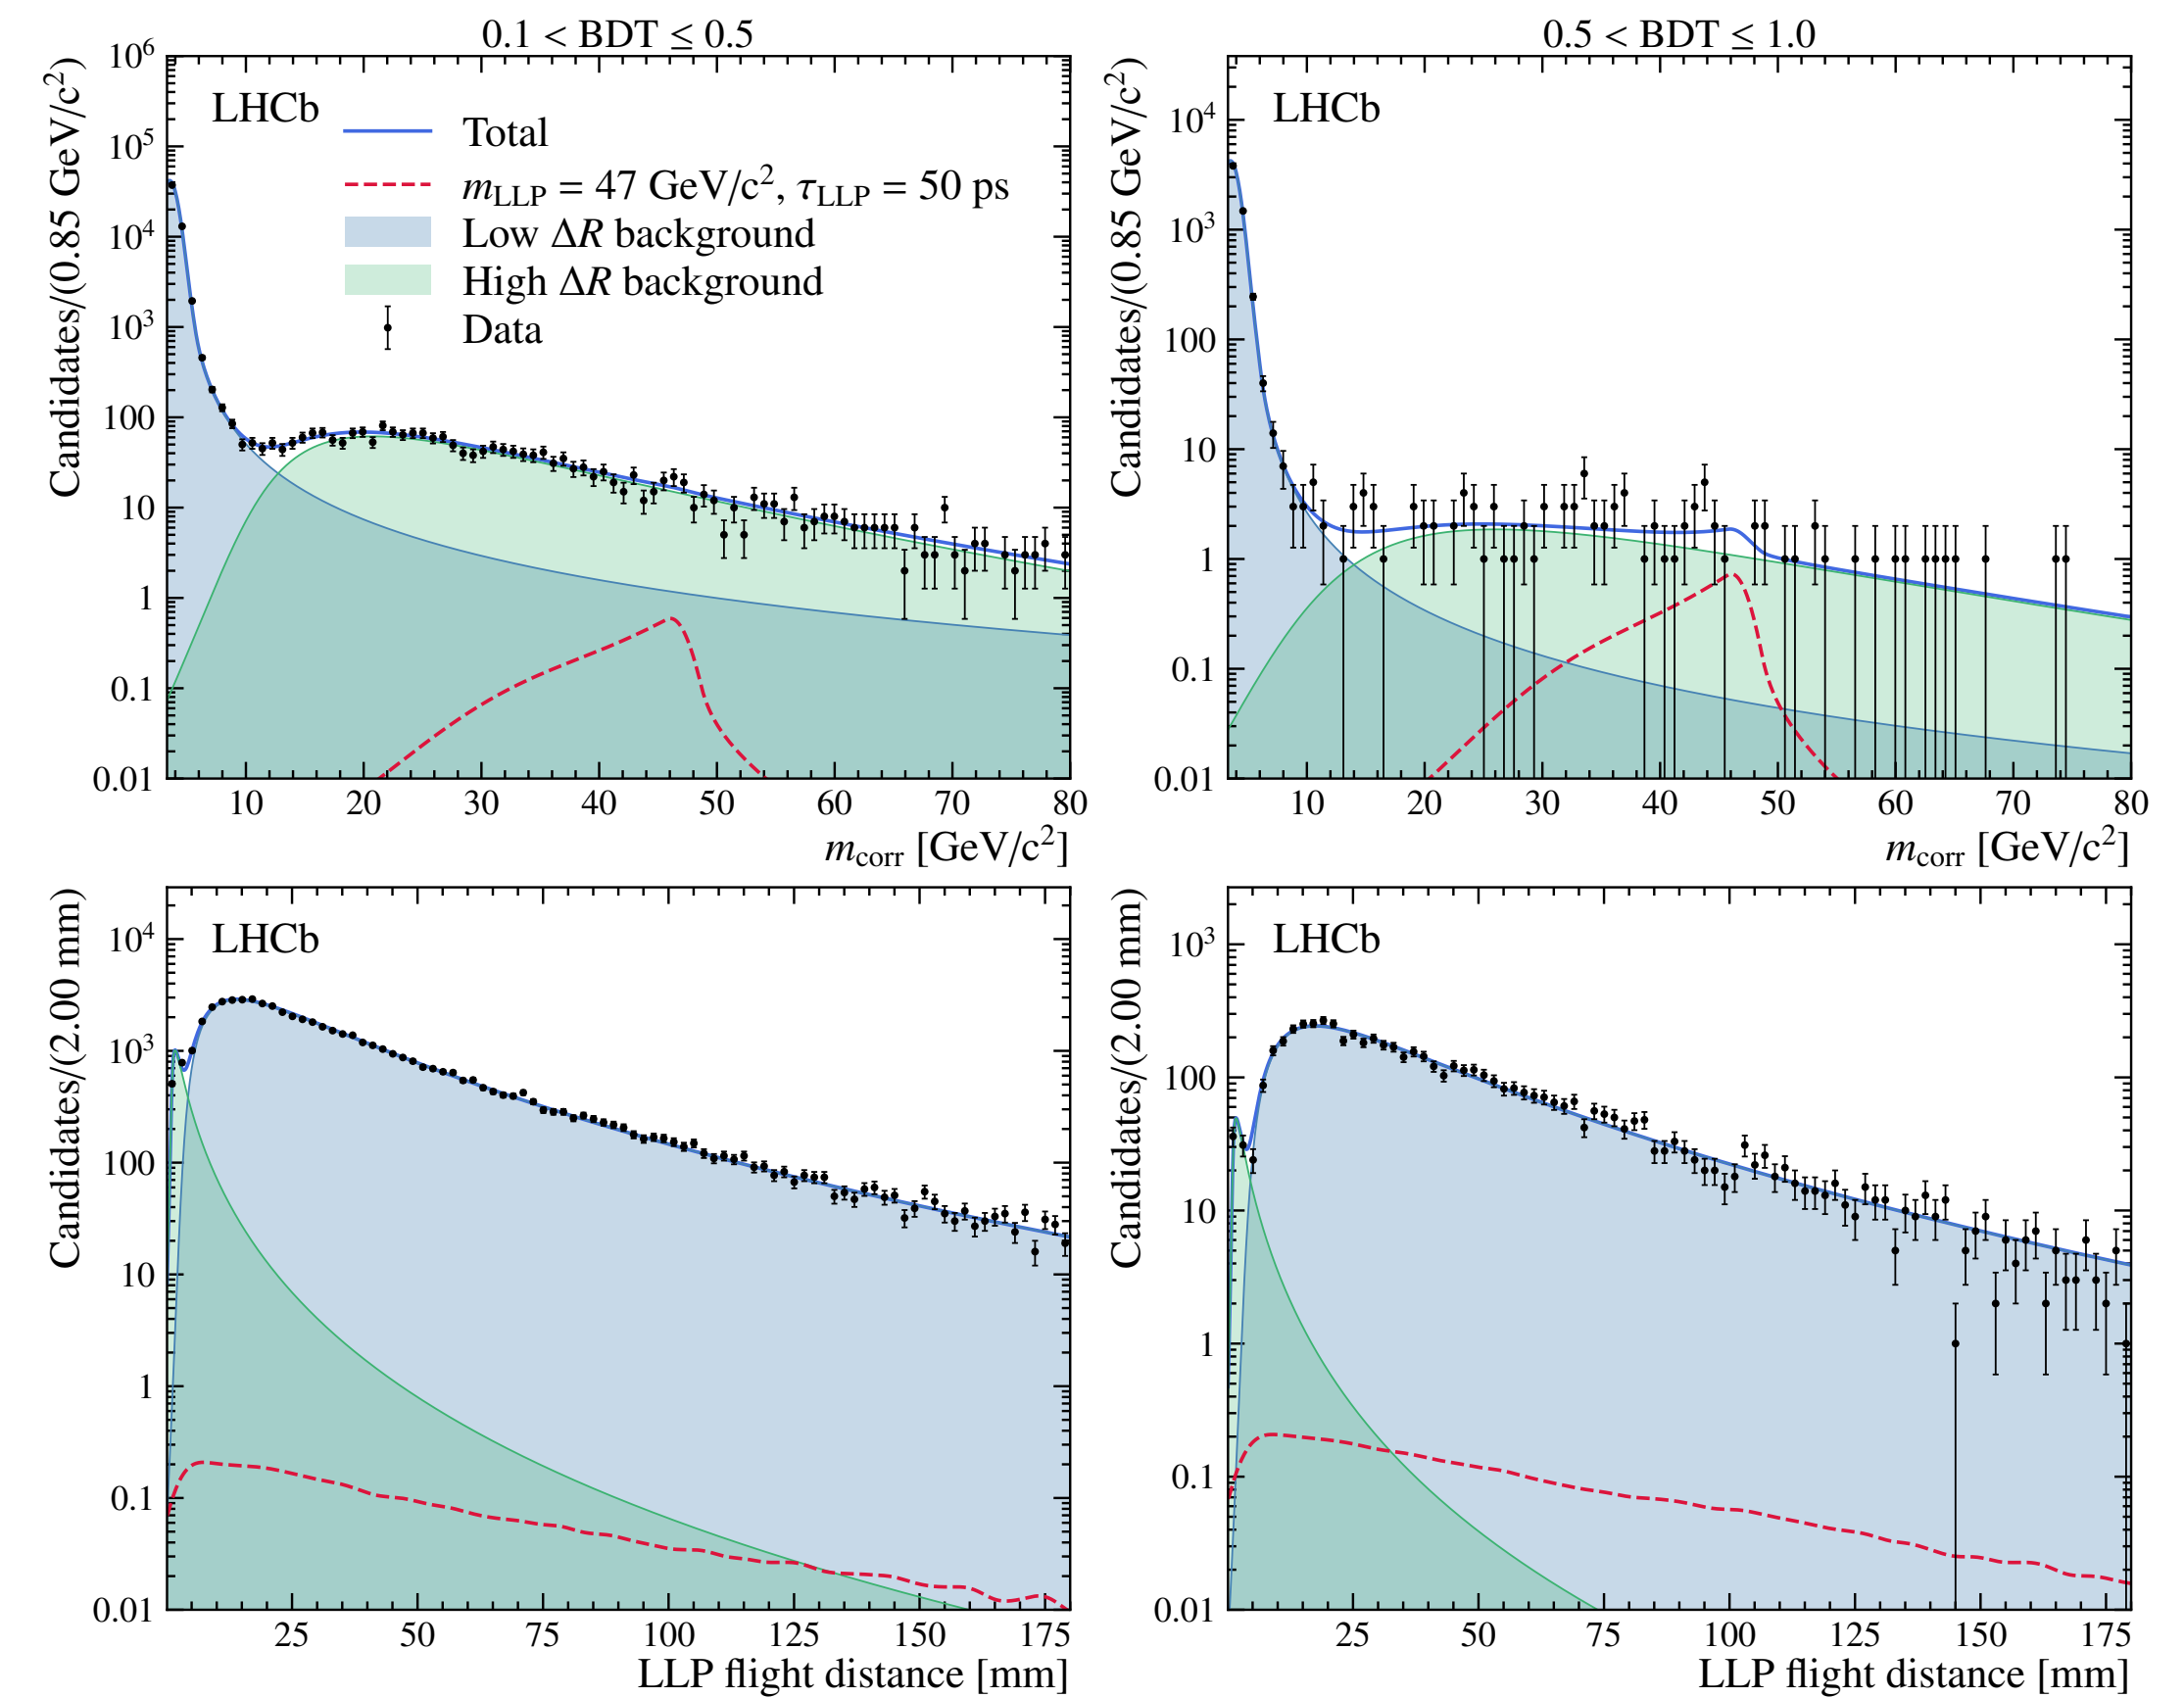 0.1 < BDT ≤ 0.5
10⁶
10⁵
10⁴
10³
100
10
1
0.1
0.01
Candidates/(0.85 GeV/c²)
LHCb
Total
m_LLP = 47 GeV/c², τ_LLP = 50 ps
Low ΔR background
High ΔR background
Data
10 20 30 40 50 60 70 80
m_corr [GeV/c²]
0.5 < BDT ≤ 1.0
10⁴
10³
100
10
1
0.1
0.01
Candidates/(0.85 GeV/c²)
LHCb
10 20 30 40 50 60 70 80
m_corr [GeV/c²]
10⁴
10³
100
10
1
0.1
0.01
Candidates/(2.00 mm)
LHCb
25 50 75 100 125 150 175
LLP flight distance [mm]
10³
100
10
1
0.1
0.01
Candidates/(2.00 mm)
LHCb
25 50 75 100 125 150 175
LLP flight distance [mm]